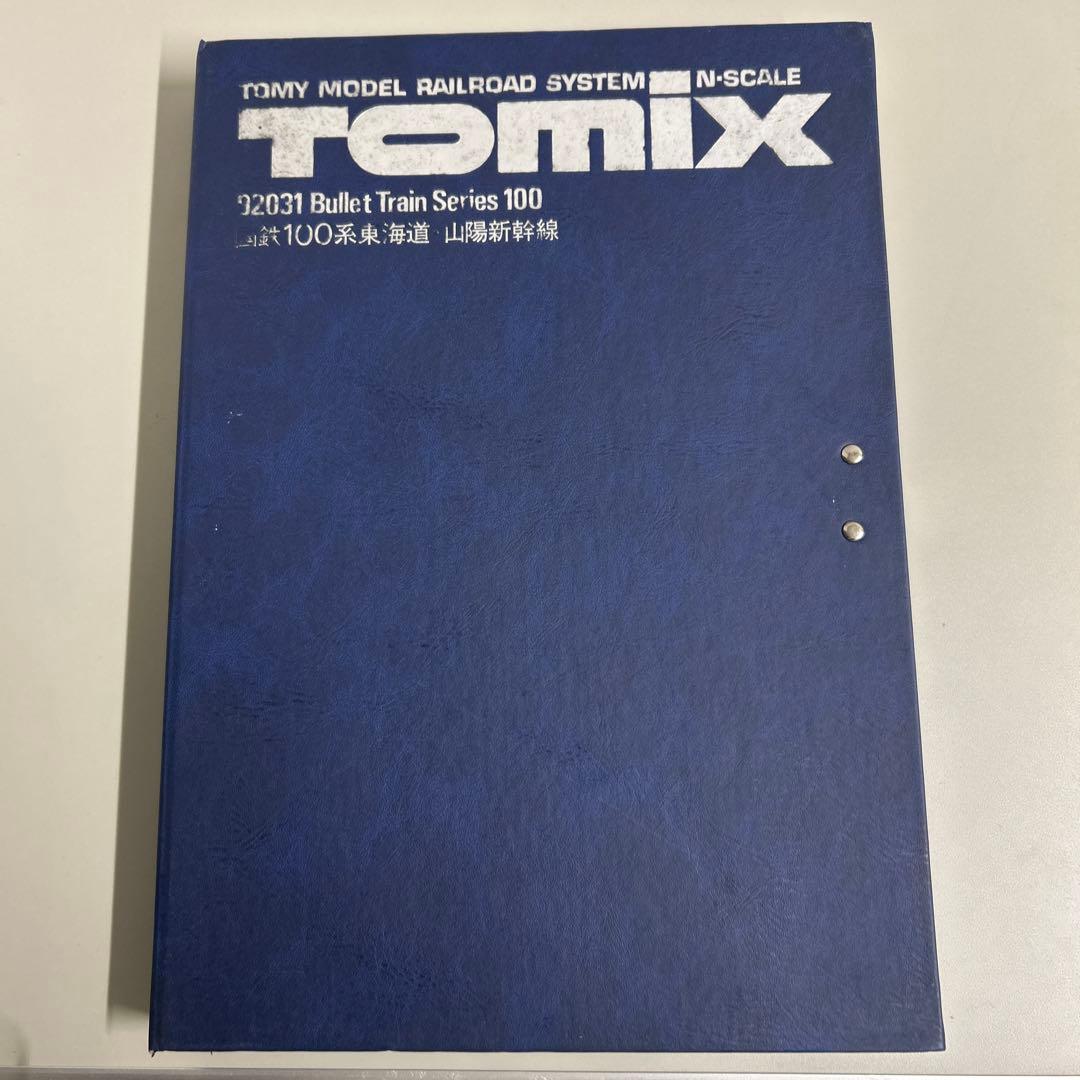 TOMY MODEL RAILROAD SYSTEM N-SCALE
TOMIX
92031 Bullet Train Series 100
国鉄100系東海道・山陽新幹線